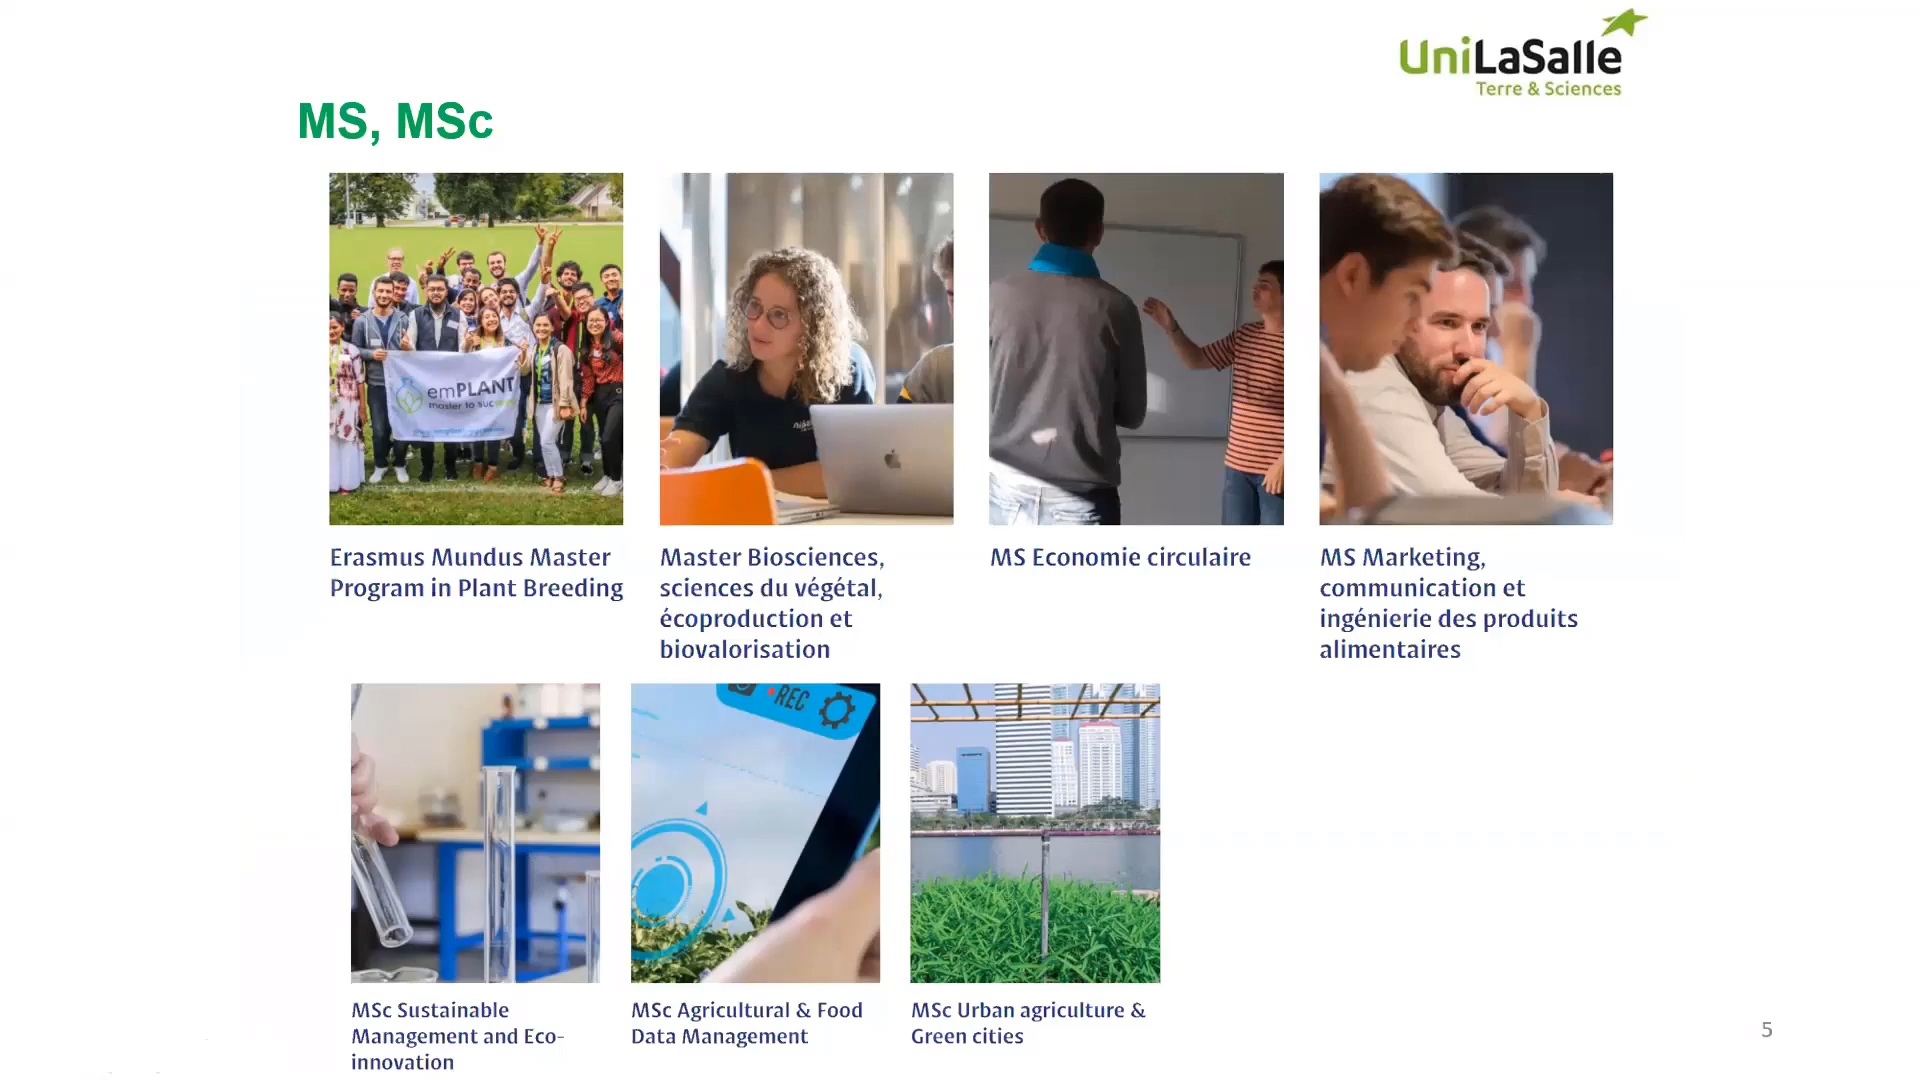 UniLaSalle
Terre & Sciences
MS, MSc
emPLANT
master to suc
Erasmus Mundus Master
Program in Plant Breeding
Master Biosciences,
sciences du végétal,
écoproduction et
biovalorisation
MS Economie circulaire
MS Marketing,
communication et
ingénierie des produits
alimentaires
REC
MSc Sustainable
Management and Eco-
innovation
MSc Agricultural & Food
Data Management
MSc Urban agriculture &
Green cities
5